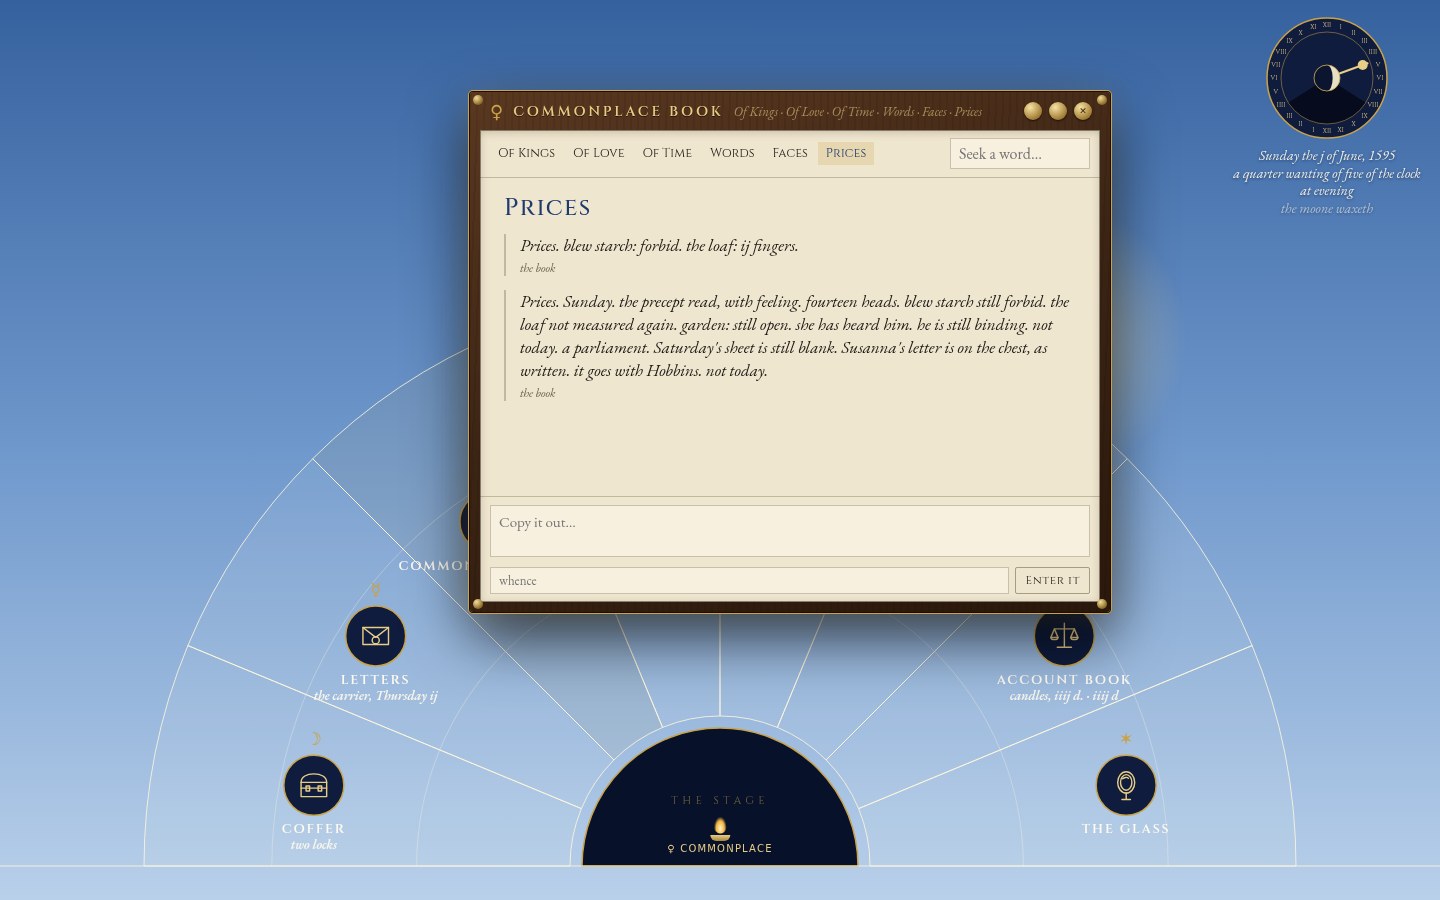 ♀ COMMONPLACE BOOK Of Kings · Of Love · Of Time · Words · Faces · Prices
OF KINGS OF LOVE OF TIME WORDS FACES PRICES Seek a word...
PRICES
Prices. blew starch: forbid. the loaf: ij fingers.
the book
Prices. Sunday. the precept read, with feeling. fourteen heads. blew starch still forbid. the
loaf not measured again. garden: still open. she has heard him. he is still binding. not
today. a parliament. Saturday's sheet is still blank. Susanna's letter is on the chest, as
written. it goes with Hobbins. not today.
the book
Copy it out...
whence
ENTER IT
Sunday the j of June, 1595
a quarter wanting of five of the clock
at evening
the moone waxeth
LETTERS
the carrier, Thursday ij
COFFER
two locks
THE STAGE
♀ COMMONPLACE
ACCOUNT BOOK
candles, iiij d. · iiij d
THE GLASS